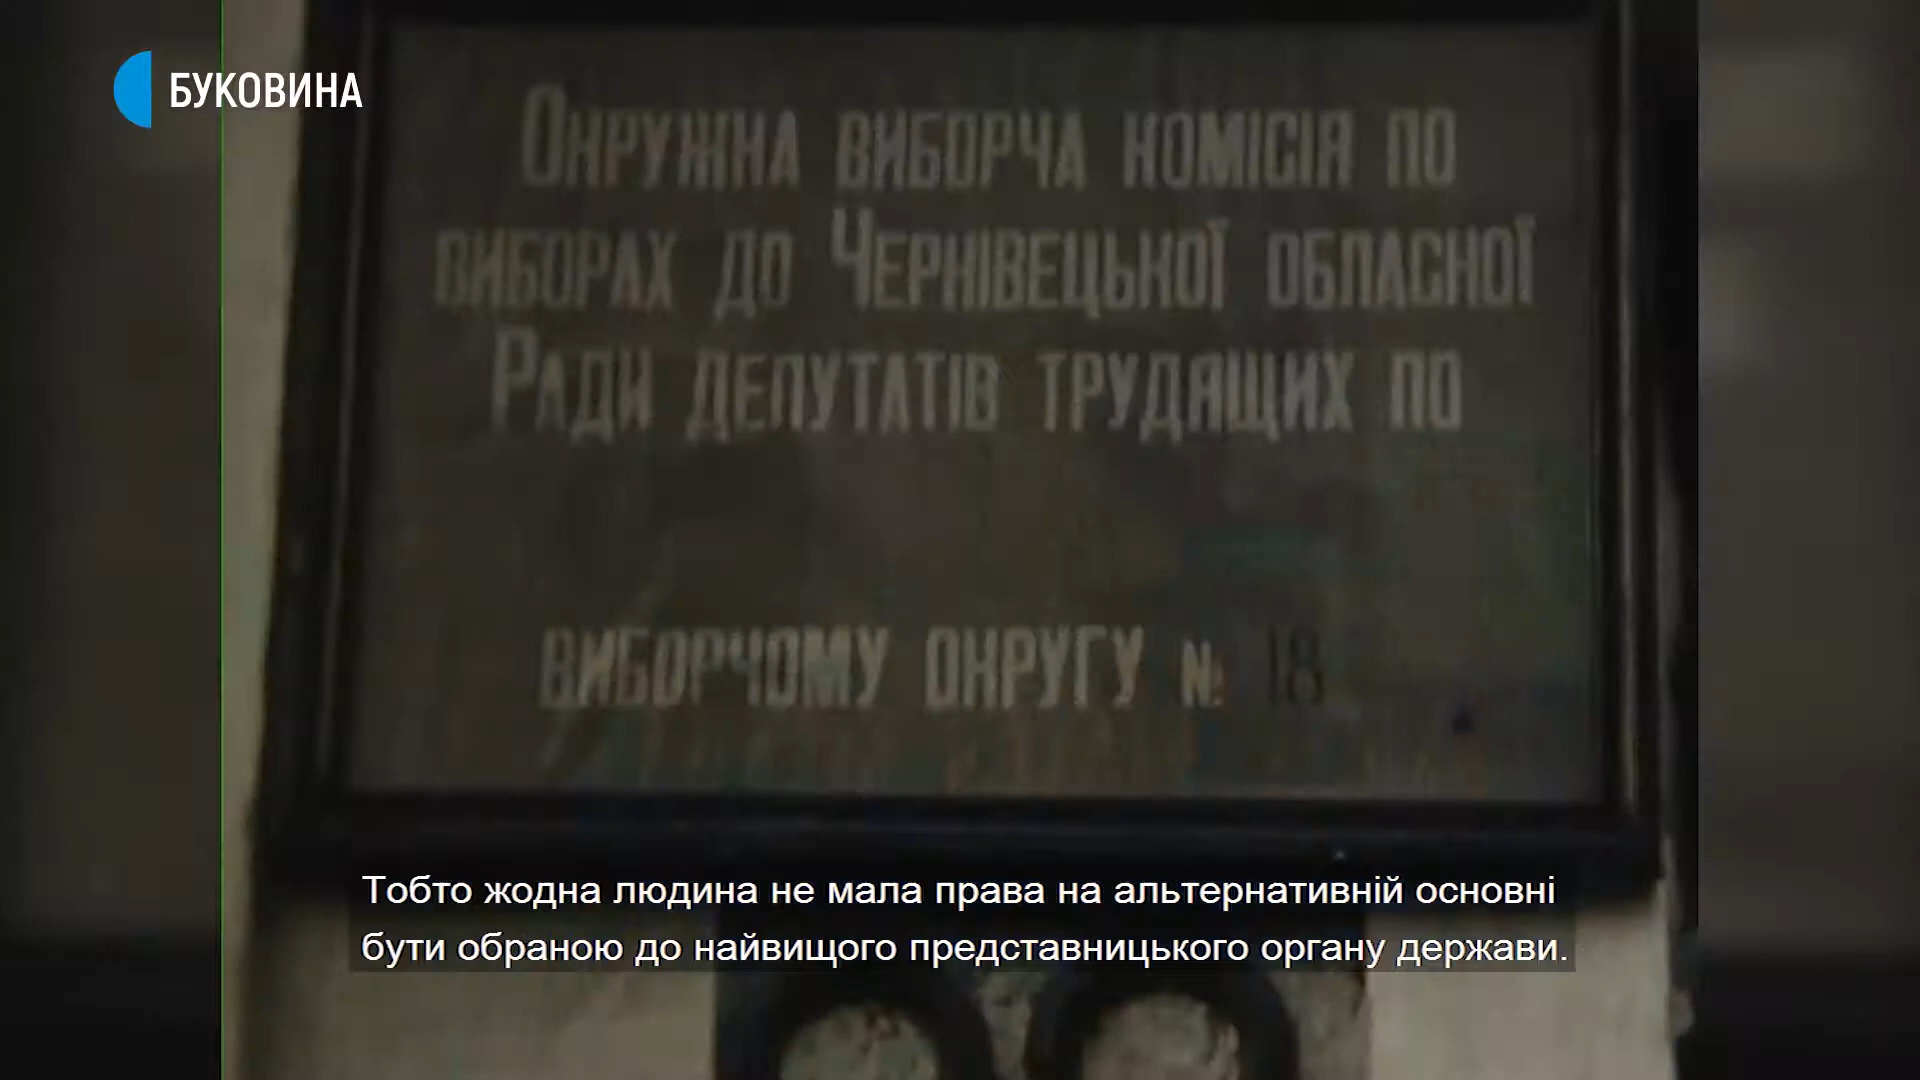 БУКОВИНА
Окружна виборча комісія по
виборах до Чернівецької обласної
Ради депутатів трудящих по
виборчому округу № 18
Тобто жодна людина не мала права на альтернативній основні
бути обраною до найвищого представницького органу держави.